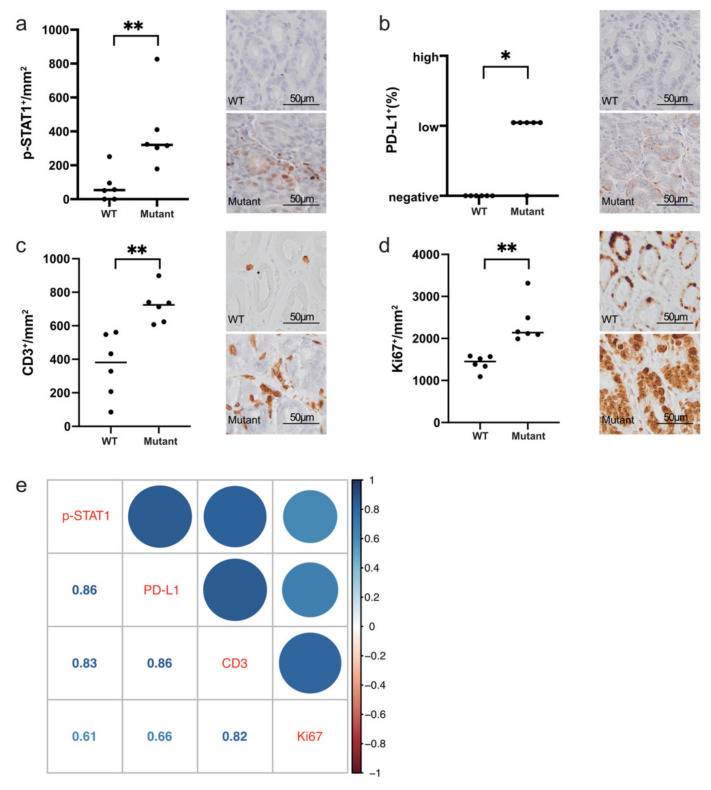 a
1000
800
600
400
200
0
p-STAT1⁺/mm²
**
WT
Mutant
WT
50μm
Mutant
50μm
b
high
low
negative
PD-L1⁺(%)
*
WT
Mutant
WT
50μm
Mutant
50μm
c
1000
800
600
400
200
0
CD3⁺/mm²
**
WT
Mutant
WT
50μm
Mutant
50μm
d
4000
3000
2000
1000
0
Ki67⁺/mm²
**
WT
Mutant
WT
50μm
Mutant
50μm
e
p-STAT1
0.86 PD-L1
0.83 0.86 CD3
0.61 0.66 0.82 Ki67
1
0.8
0.6
0.4
0.2
0
−0.2
−0.4
−0.6
−0.8
−1